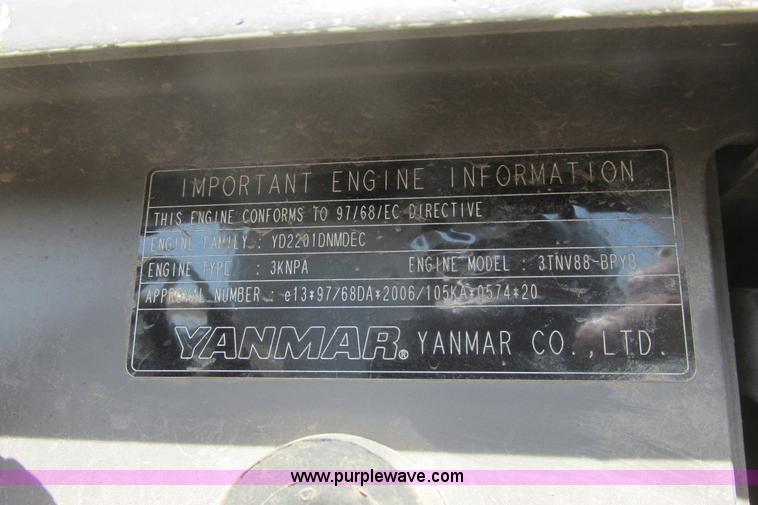 IMPORTANT ENGINE INFORMATION
THIS ENGINE CONFORMS TO 97/68/EC DIRECTIVE
ENGINE FAMILY : YD2201DNMDEC
ENGINE TYPE : 3KNPA ENGINE MODEL : 3TNV88-BPYB
APPROVAL NUMBER : e13*97/68DA*2006/105KA*0574*20
YANMAR® YANMAR CO.,LTD.
www.purplewave.com